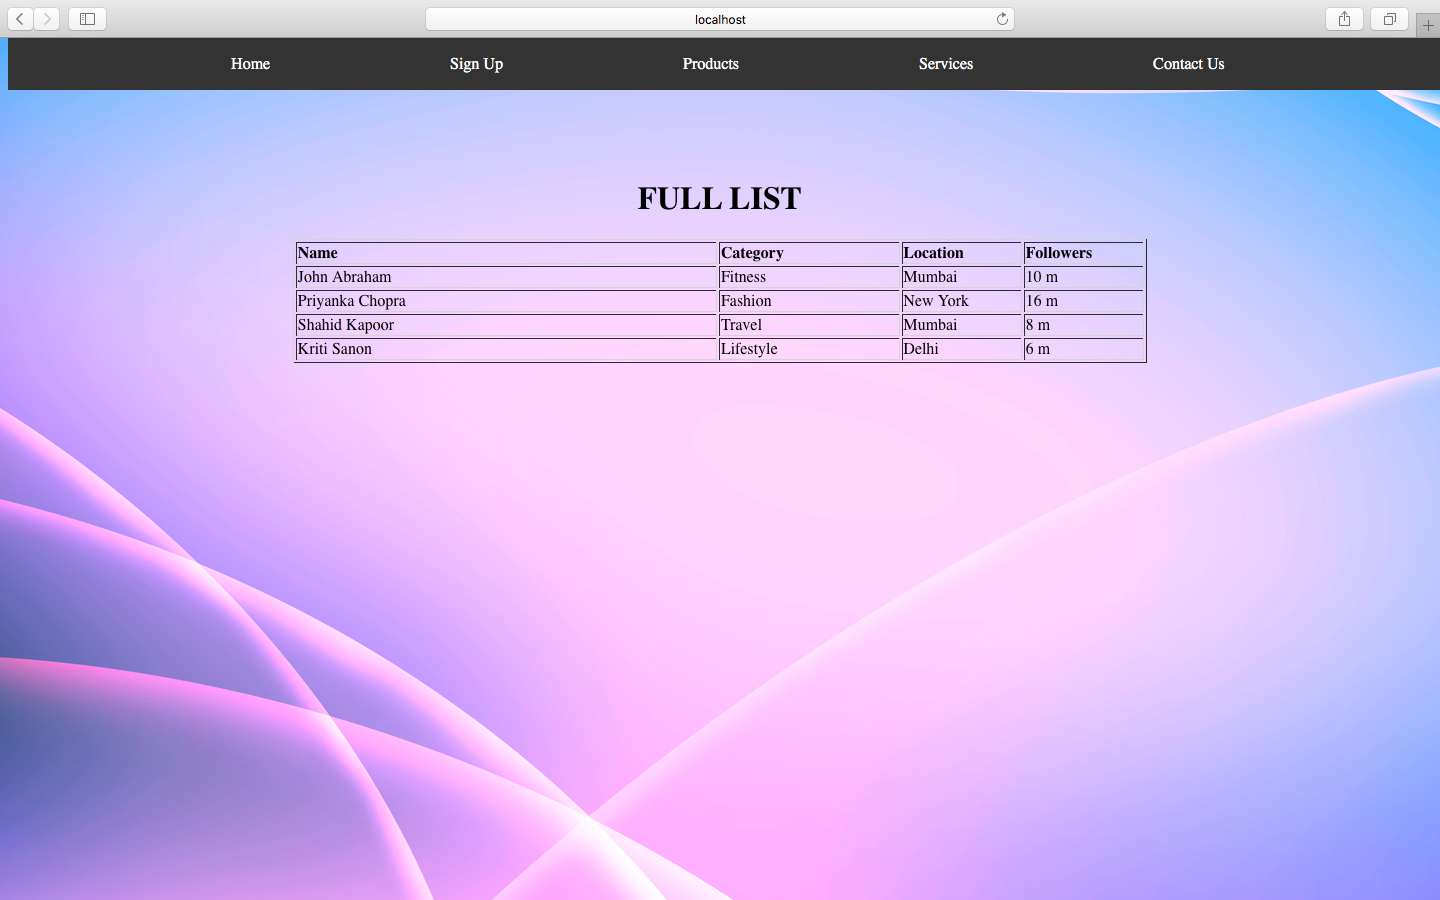 localhost
Home Sign Up Products Services Contact Us
FULL LIST
Name Category Location Followers
John Abraham Fitness Mumbai 10 m
Priyanka Chopra Fashion New York 16 m
Shahid Kapoor Travel Mumbai 8 m
Kriti Sanon Lifestyle Delhi 6 m